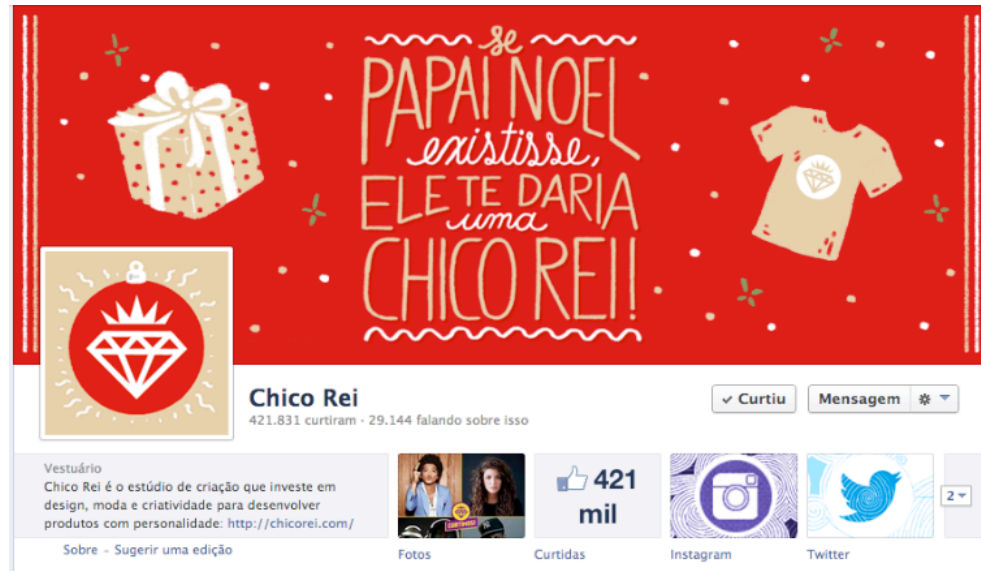 se
PAPAI NOEL
existisse,
ELE TE DARIA
uma
CHICO REI!
Chico Rei
421.831 curtiram · 29.144 falando sobre isso
✓ Curtiu
Mensagem
Vestuário
Chico Rei é o estúdio de criação que investe em
design, moda e criatividade para desenvolver
produtos com personalidade: http://chicorei.com/
Sobre - Sugerir uma edição
CURTIMOS!
Fotos
421
mil
Curtidas
Instagram
Twitter
2